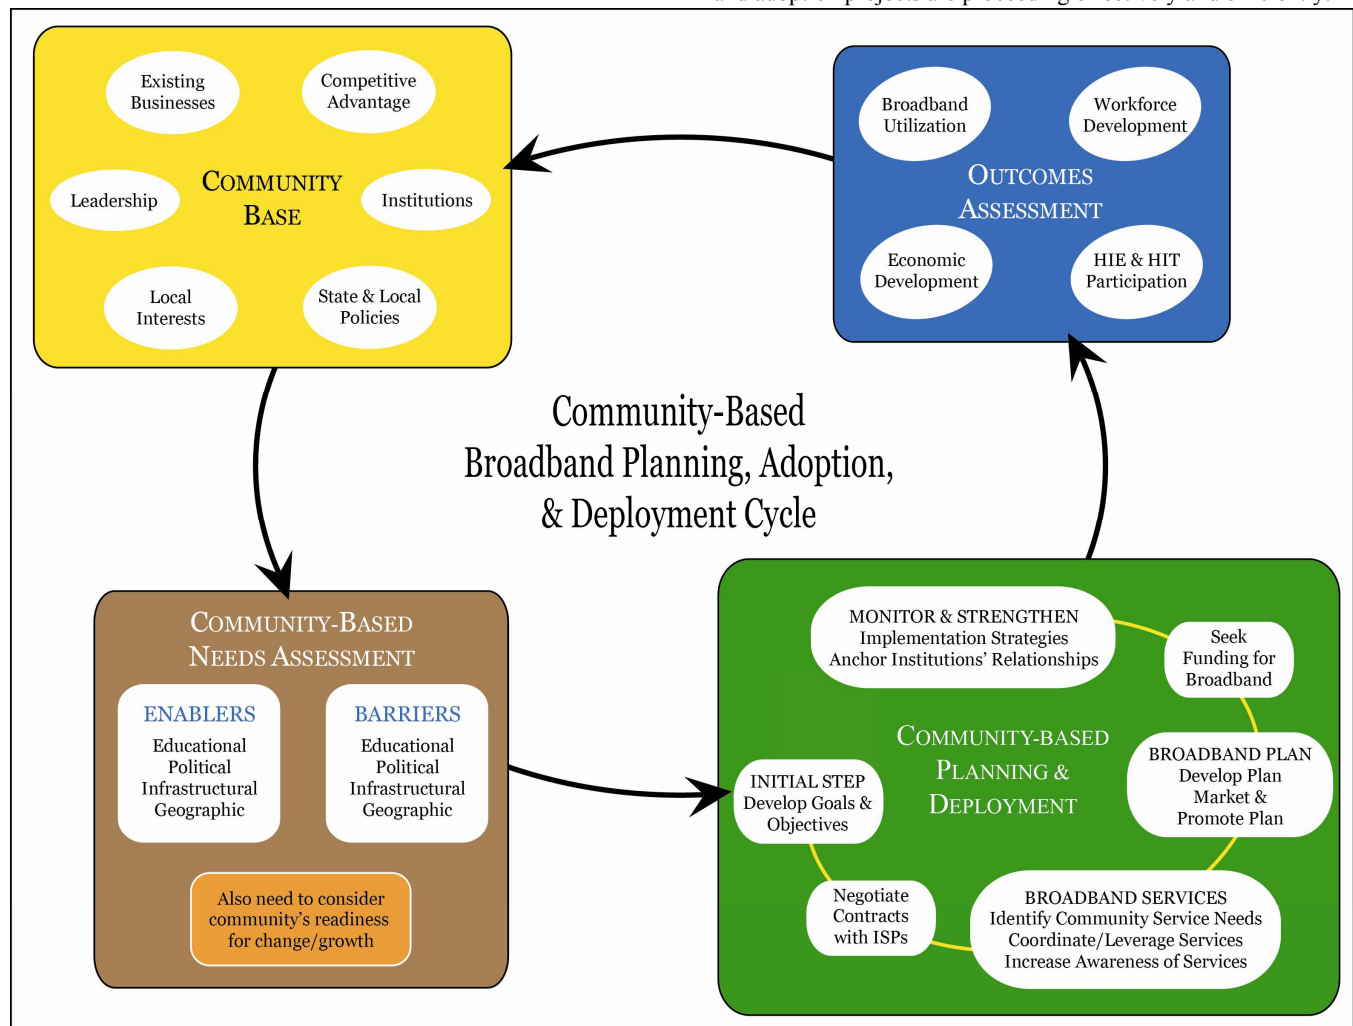 Existing
Businesses
Competitive
Advantage
Leadership
COMMUNITY
BASE
Institutions
Local
Interests
State & Local
Policies
Broadband
Utilization
Workforce
Development
OUTCOMES
ASSESSMENT
Economic
Development
HIE & HIT
Participation
Community-Based
Broadband Planning, Adoption,
& Deployment Cycle
COMMUNITY-BASED
NEEDS ASSESSMENT
ENABLERS
Educational
Political
Infrastructural
Geographic
BARRIERS
Educational
Political
Infrastructural
Geographic
Also need to consider
community's readiness
for change/growth
MONITOR & STRENGTHEN
Implementation Strategies
Anchor Institutions' Relationships
Seek
Funding for
Broadband
COMMUNITY-BASED
PLANNING &
DEPLOYMENT
INITIAL STEP
Develop Goals &
Objectives
BROADBAND PLAN
Develop Plan
Market &
Promote Plan
Negotiate
Contracts
with ISPs
BROADBAND SERVICES
Identify Community Service Needs
Coordinate/Leverage Services
Increase Awareness of Services